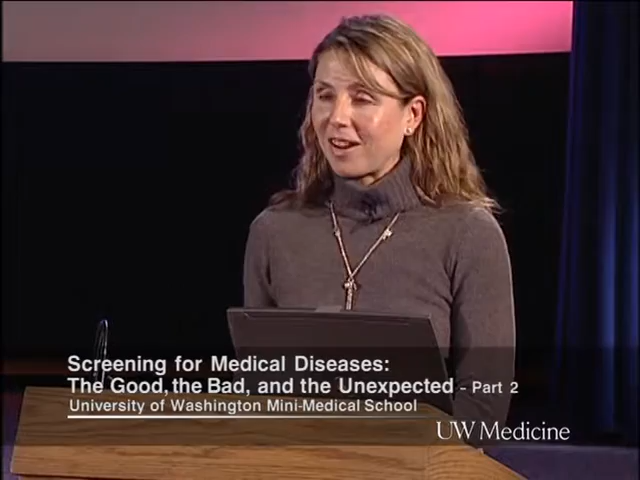 Screening for Medical Diseases:
The Good, the Bad, and the Unexpected - Part 2
University of Washington Mini-Medical School
UW Medicine